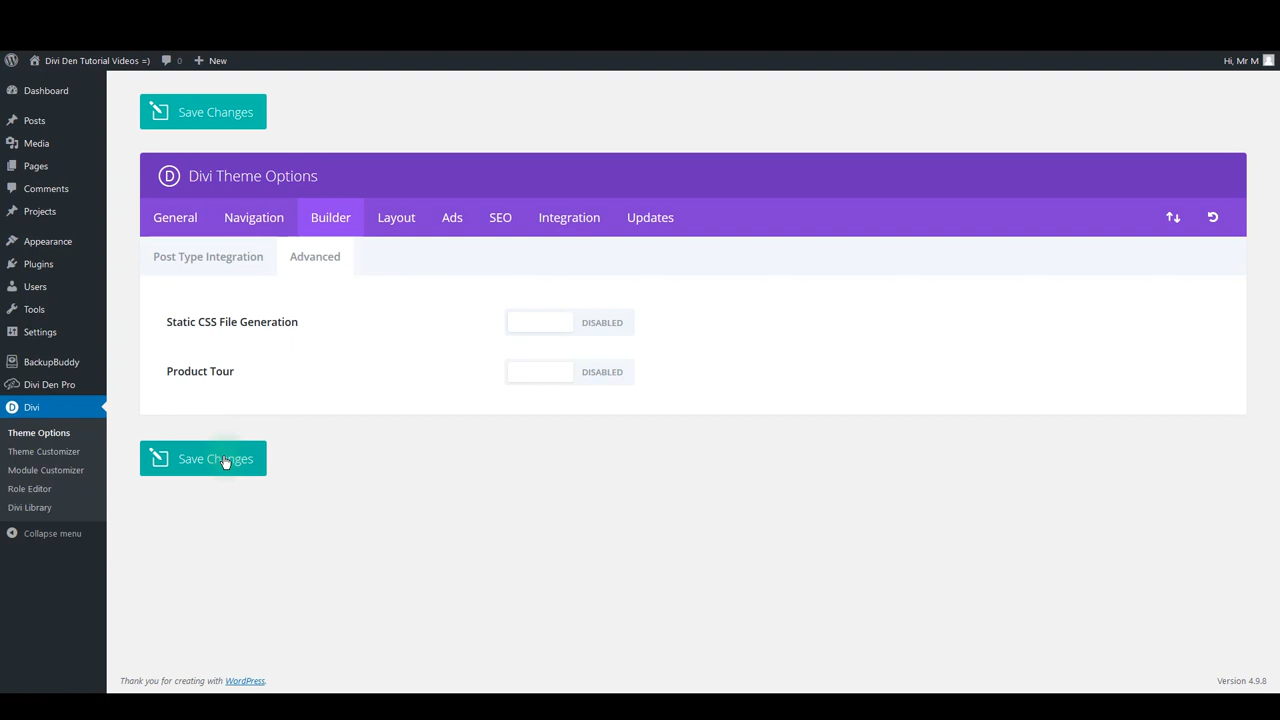 Divi Den Tutorial Videos =) 0 New Hi, Mr M
Dashboard
Posts
Media
Pages
Comments
Projects
Appearance
Plugins
Users
Tools
Settings
BackupBuddy
Divi Den Pro
D Divi
Theme Options
Theme Customizer
Module Customizer
Role Editor
Divi Library
Collapse menu
Save Changes
D Divi Theme Options
General Navigation Builder Layout Ads SEO Integration Updates
Post Type Integration Advanced
Static CSS File Generation DISABLED
Product Tour DISABLED
Save Changes
Thank you for creating with WordPress. Version 4.9.8